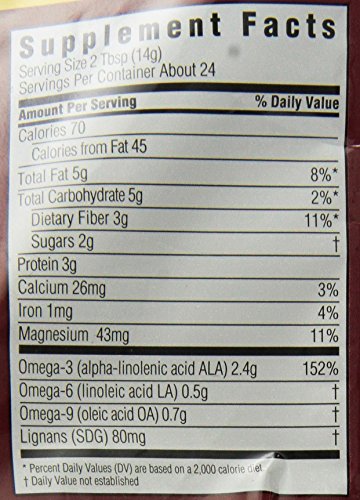 Supplement Facts
Serving Size 2 Tbsp (14g)
Servings Per Container About 24
Amount Per Serving % Daily Value
Calories 70
Calories from Fat 45
Total Fat 5g 8%*
Total Carbohydrate 5g 2%*
Dietary Fiber 3g 11%*
Sugars 2g †
Protein 3g
Calcium 26mg 3%
Iron 1mg 4%
Magnesium 43mg 11%
Omega-3 (alpha-linolenic acid ALA) 2.4g 152%
Omega-6 (linoleic acid LA) 0.5g †
Omega-9 (oleic acid OA) 0.7g †
Lignans (SDG) 80mg †
* Percent Daily Values (DV) are based on a 2,000 calorie diet
† Daily Value not established